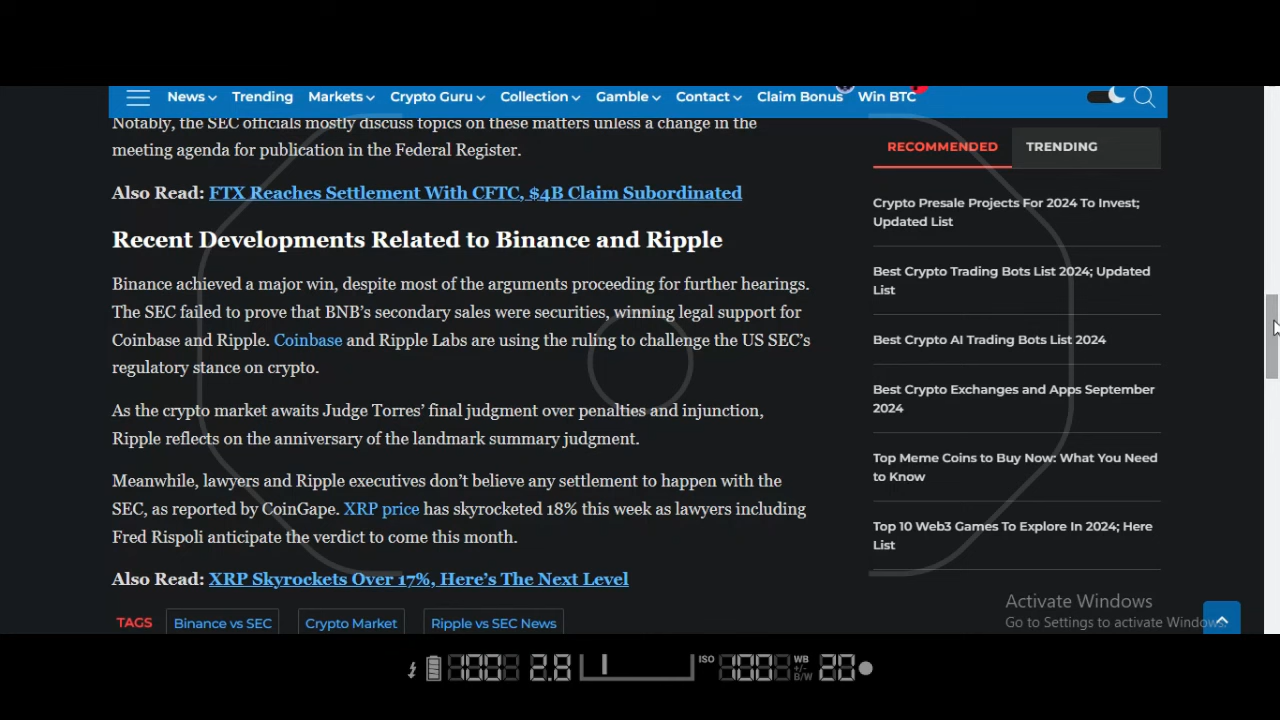 News Trending Markets Crypto Guru Collection Gamble Contact Claim Bonus Win BTC
Notably, the SEC officials mostly discuss topics on these matters unless a change in the
meeting agenda for publication in the Federal Register.
Also Read: FTX Reaches Settlement With CFTC, $4B Claim Subordinated
Recent Developments Related to Binance and Ripple
Binance achieved a major win, despite most of the arguments proceeding for further hearings.
The SEC failed to prove that BNB’s secondary sales were securities, winning legal support for
Coinbase and Ripple. Coinbase and Ripple Labs are using the ruling to challenge the US SEC’s
regulatory stance on crypto.
As the crypto market awaits Judge Torres’ final judgment over penalties and injunction,
Ripple reflects on the anniversary of the landmark summary judgment.
Meanwhile, lawyers and Ripple executives don’t believe any settlement to happen with the
SEC, as reported by CoinGape. XRP price has skyrocketed 18% this week as lawyers including
Fred Rispoli anticipate the verdict to come this month.
Also Read: XRP Skyrockets Over 17%, Here’s The Next Level
TAGS Binance vs SEC Crypto Market Ripple vs SEC News
RECOMMENDED TRENDING
Crypto Presale Projects For 2024 To Invest;
Updated List
Best Crypto Trading Bots List 2024; Updated
List
Best Crypto AI Trading Bots List 2024
Best Crypto Exchanges and Apps September
2024
Top Meme Coins to Buy Now: What You Need
to Know
Top 10 Web3 Games To Explore In 2024; Here
List
Activate Windows
Go to Settings to activate Windows.
100 2.8 ISO 100 WB +/- B/W 20